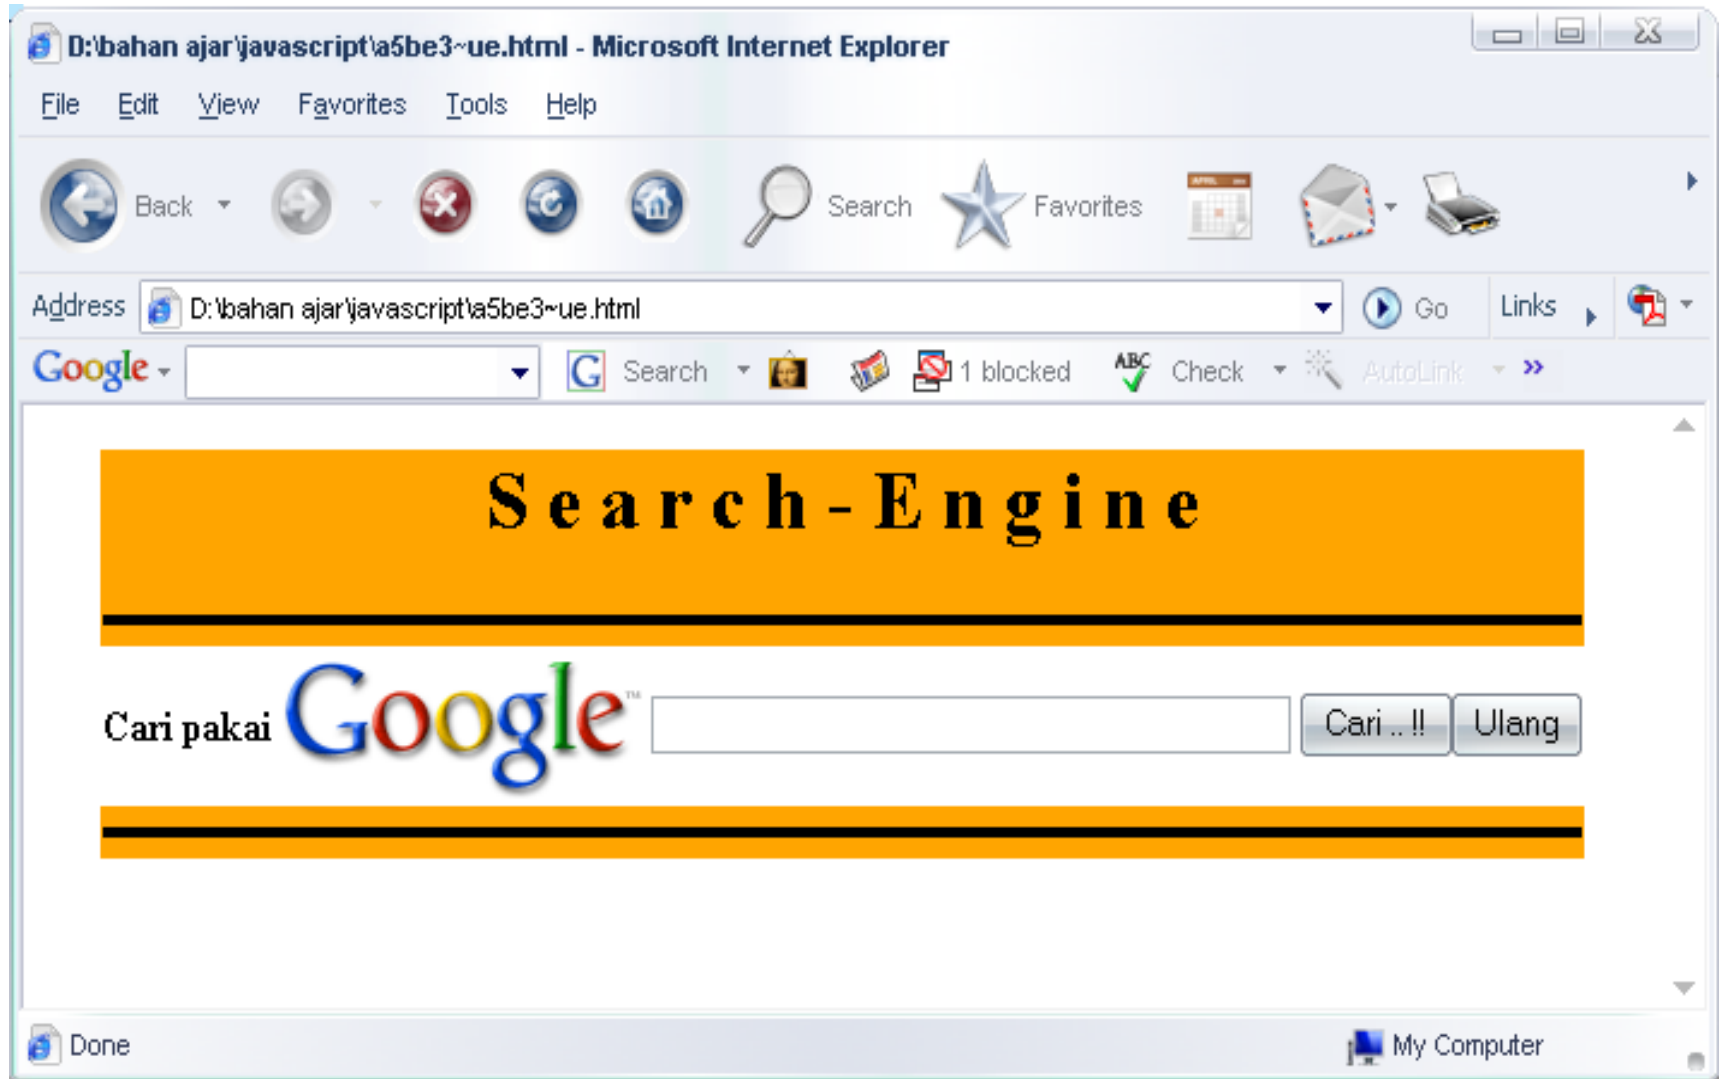 D:\bahan ajar\javascript\a5be3~ue.html - Microsoft Internet Explorer
File Edit View Favorites Tools Help
Back Search Favorites
Address D:\bahan ajar\javascript\a5be3~ue.html Go Links
Google G Search 1 blocked ABC Check AutoLink
Search-Engine
Cari pakai Google™ Cari .. !! Ulang
Done My Computer